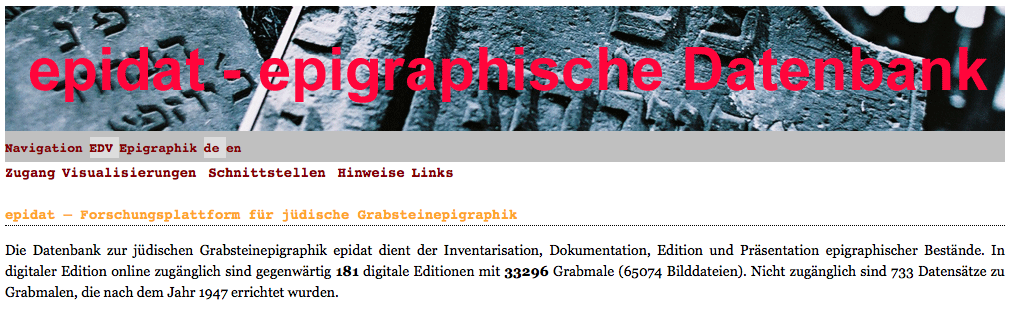 epidat - epigraphische Datenbank
Navigation EDV Epigraphik de en
Zugang Visualisierungen Schnittstellen Hinweise Links
epidat — Forschungsplattform für jüdische Grabsteinepigraphik
Die Datenbank zur jüdischen Grabsteinepigraphik epidat dient der Inventarisation, Dokumentation, Edition und Präsentation epigraphischer Bestände. In
digitaler Edition online zugänglich sind gegenwärtig 181 digitale Editionen mit 33296 Grabmale (65074 Bilddateien). Nicht zugänglich sind 733 Datensätze zu
Grabmalen, die nach dem Jahr 1947 errichtet wurden.